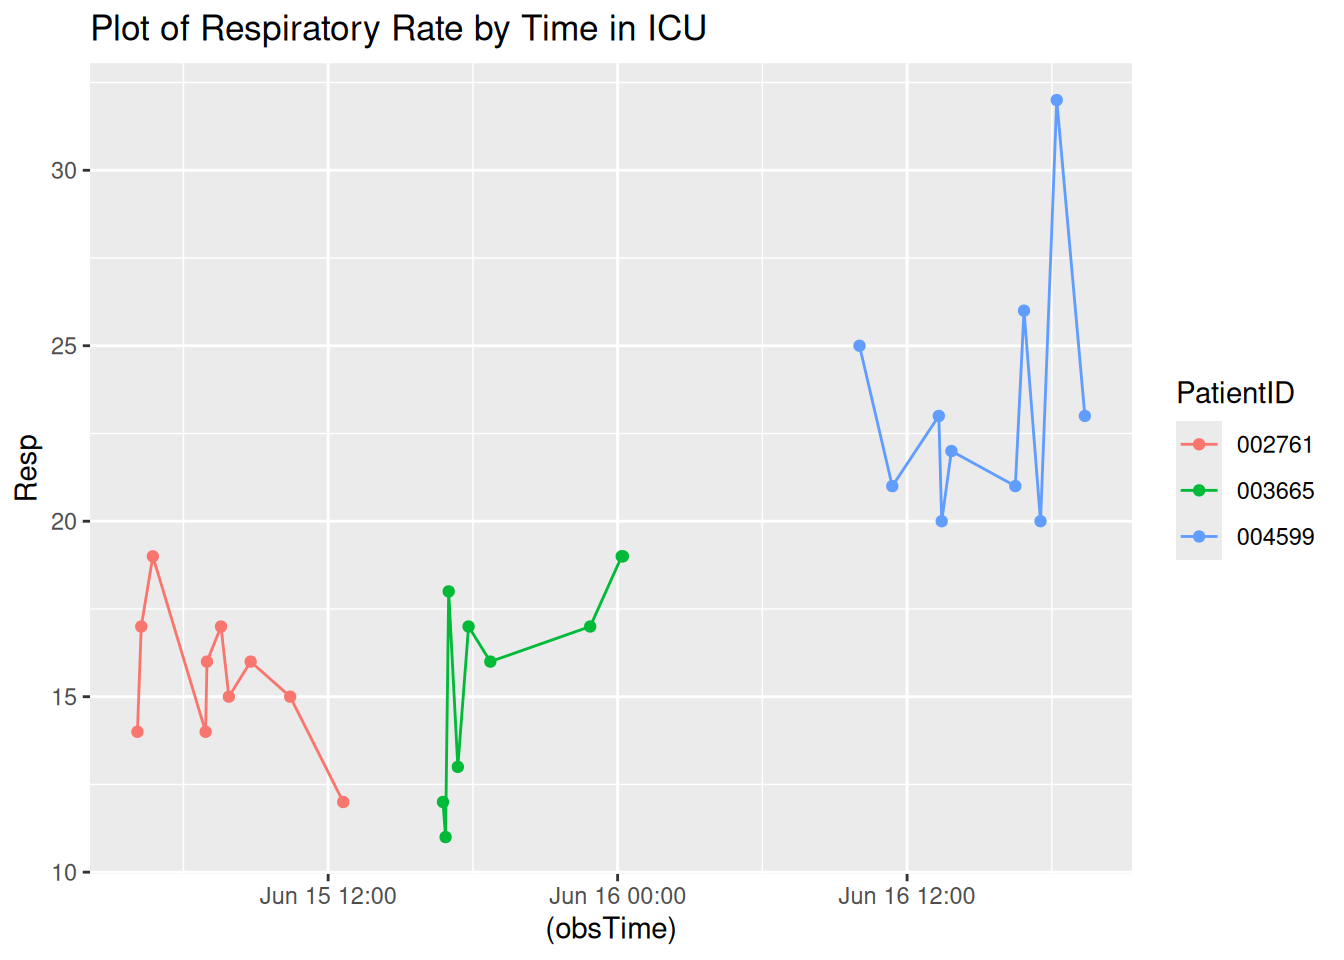 Plot of Respiratory Rate by Time in ICU
30
25
20
15
10
Resp
Jun 15 12:00
Jun 16 00:00
Jun 16 12:00
(obsTime)
PatientID
002761
003665
004599